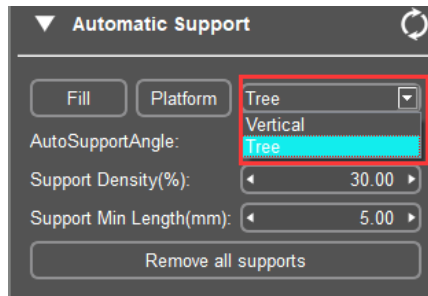 Automatic Support
Fill Platform Tree
Vertical
AutoSupportAngle: Tree
Support Density(%): 30.00
Support Min Length(mm): 5.00
Remove all supports